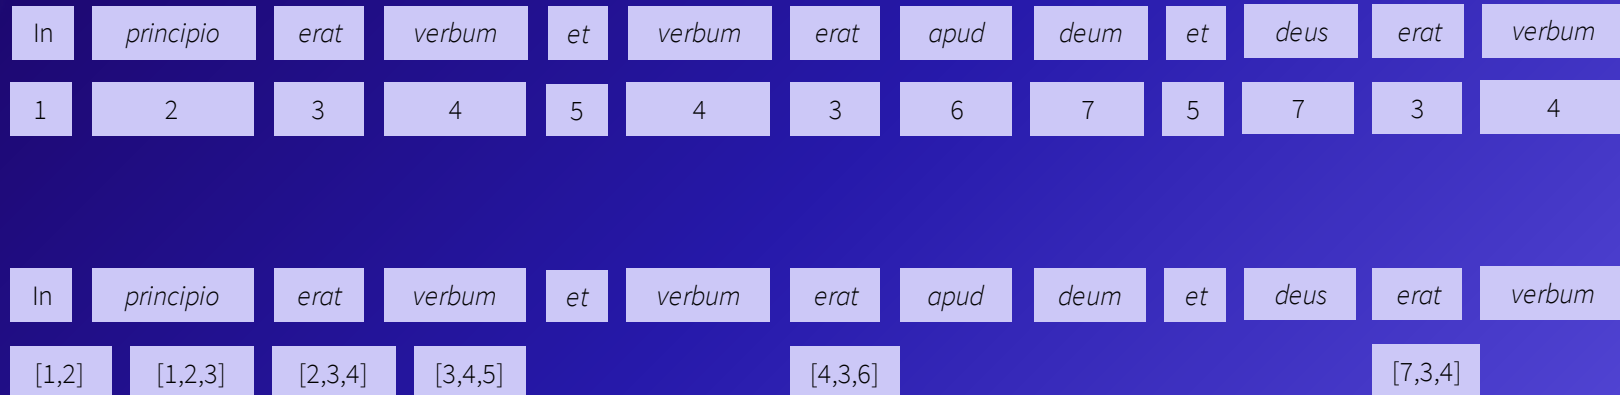 In principio erat verbum et verbum erat apud deum et deus erat verbum
1 2 3 4 5 4 3 6 7 5 7 3 4
In principio erat verbum et verbum erat apud deum et deus erat verbum
[1,2] [1,2,3] [2,3,4] [3,4,5] [4,3,6] [7,3,4]